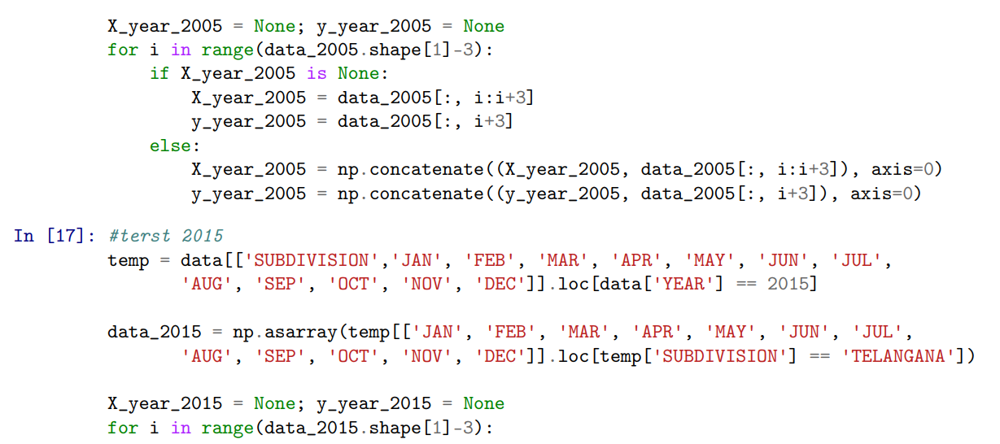 X_year_2005 = None; y_year_2005 = None
for i in range(data_2005.shape[1]-3):
    if X_year_2005 is None:
        X_year_2005 = data_2005[:, i:i+3]
        y_year_2005 = data_2005[:, i+3]
    else:
        X_year_2005 = np.concatenate((X_year_2005, data_2005[:, i:i+3]), axis=0)
        y_year_2005 = np.concatenate((y_year_2005, data_2005[:, i+3]), axis=0)
In [17]: #terst 2015
temp = data[['SUBDIVISION','JAN', 'FEB', 'MAR', 'APR', 'MAY', 'JUN', 'JUL',
       'AUG', 'SEP', 'OCT', 'NOV', 'DEC']].loc[data['YEAR'] == 2015]
data_2015 = np.asarray(temp[['JAN', 'FEB', 'MAR', 'APR', 'MAY', 'JUN', 'JUL',
       'AUG', 'SEP', 'OCT', 'NOV', 'DEC']].loc[temp['SUBDIVISION'] == 'TELANGANA'])
X_year_2015 = None; y_year_2015 = None
for i in range(data_2015.shape[1]-3):